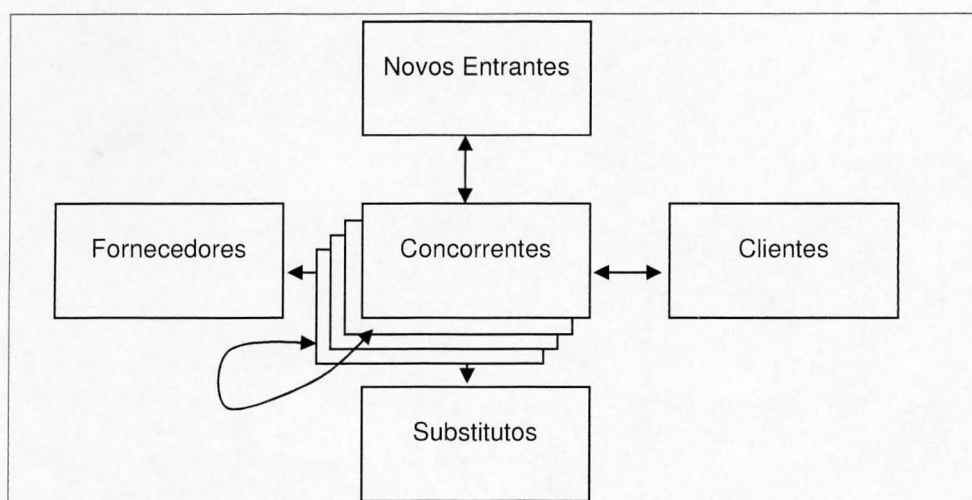 Novos Entrantes
Fornecedores
Concorrentes
Clientes
Substitutos